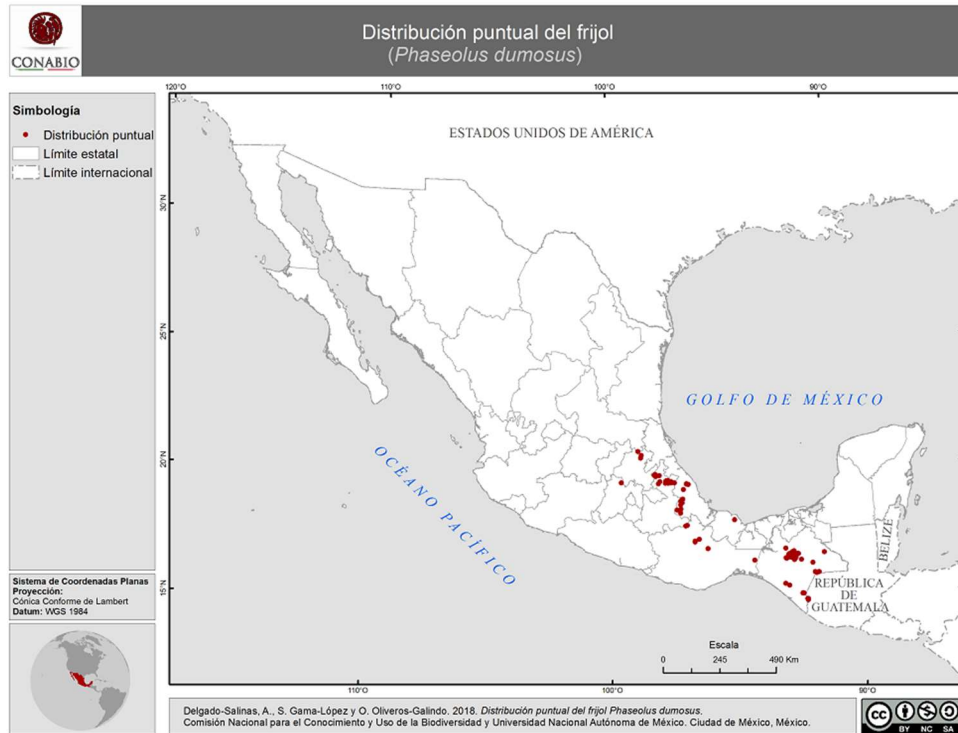 Distribución puntual del frijol
(Phaseolus dumosus)
CONABIO
Simbología
Distribución puntual
Límite estatal
Límite internacional
120°O
110°O
100°O
90°O
ESTADOS UNIDOS DE AMÉRICA
30°N
25°N
20°N
15°N
GOLFO DE MÉXICO
OCÉANO PACÍFICO
BELIZE
REPÚBLICA
DE
GUATEMALA
Escala
0 245 490 Km
110°O
100°O
90°O
Sistema de Coordenadas Planas
Proyección:
Cónica Conforme de Lambert
Datum: WGS 1984
Delgado-Salinas, A., S. Gama-López y O. Oliveros-Galindo. 2018. Distribución puntual del frijol Phaseolus dumosus.
Comisión Nacional para el Conocimiento y Uso de la Biodiversidad y Universidad Nacional Autónoma de México. Ciudad de México, México.
cc
BY NC SA